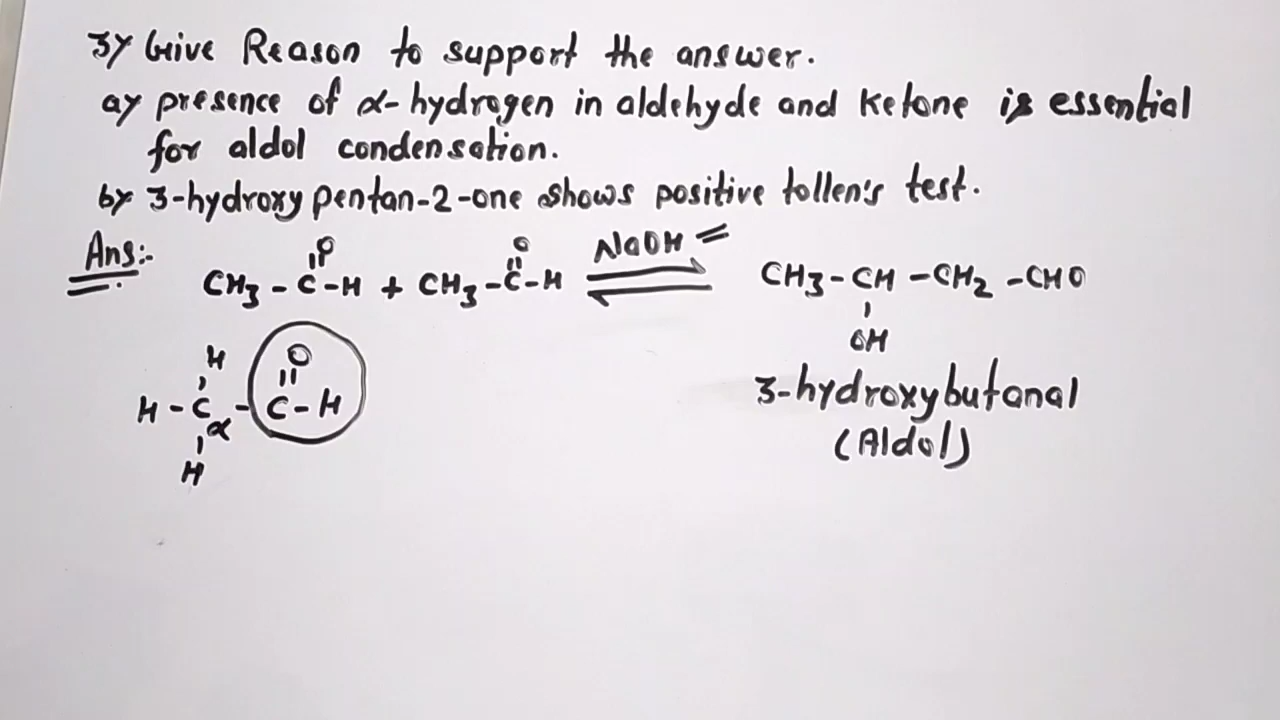 3) Give Reason to support the answer.
a) presence of α-hydrogen in aldehyde and ketone is essential
for aldol condensation.
b) 3-hydroxy pentan-2-one shows positive tollen's test.
Ans:-
O O NaOH
CH3 - C - H + CH3 - C - H ⇌ CH3 - CH - CH2 - CHO
OH
H O
H - C - C - H
α
H
3-hydroxybutanal
(Aldol)